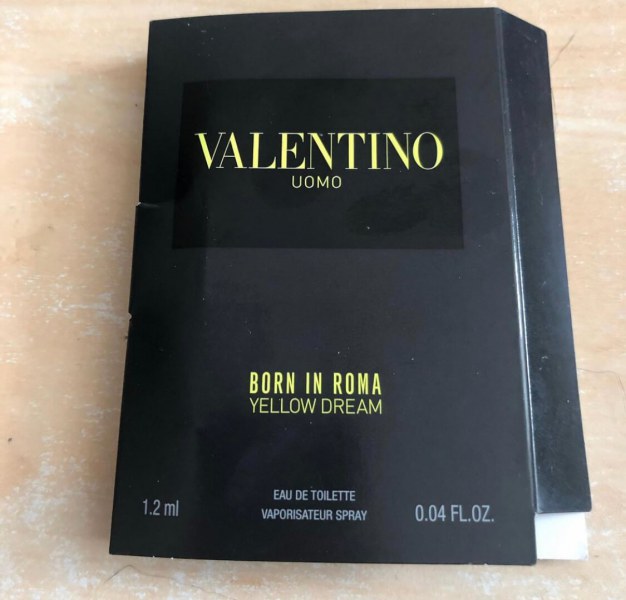 VALENTINO
UOMO
BORN IN ROMA
YELLOW DREAM
EAU DE TOILETTE
1.2 ml VAPORISATEUR SPRAY 0.04 FL.OZ.